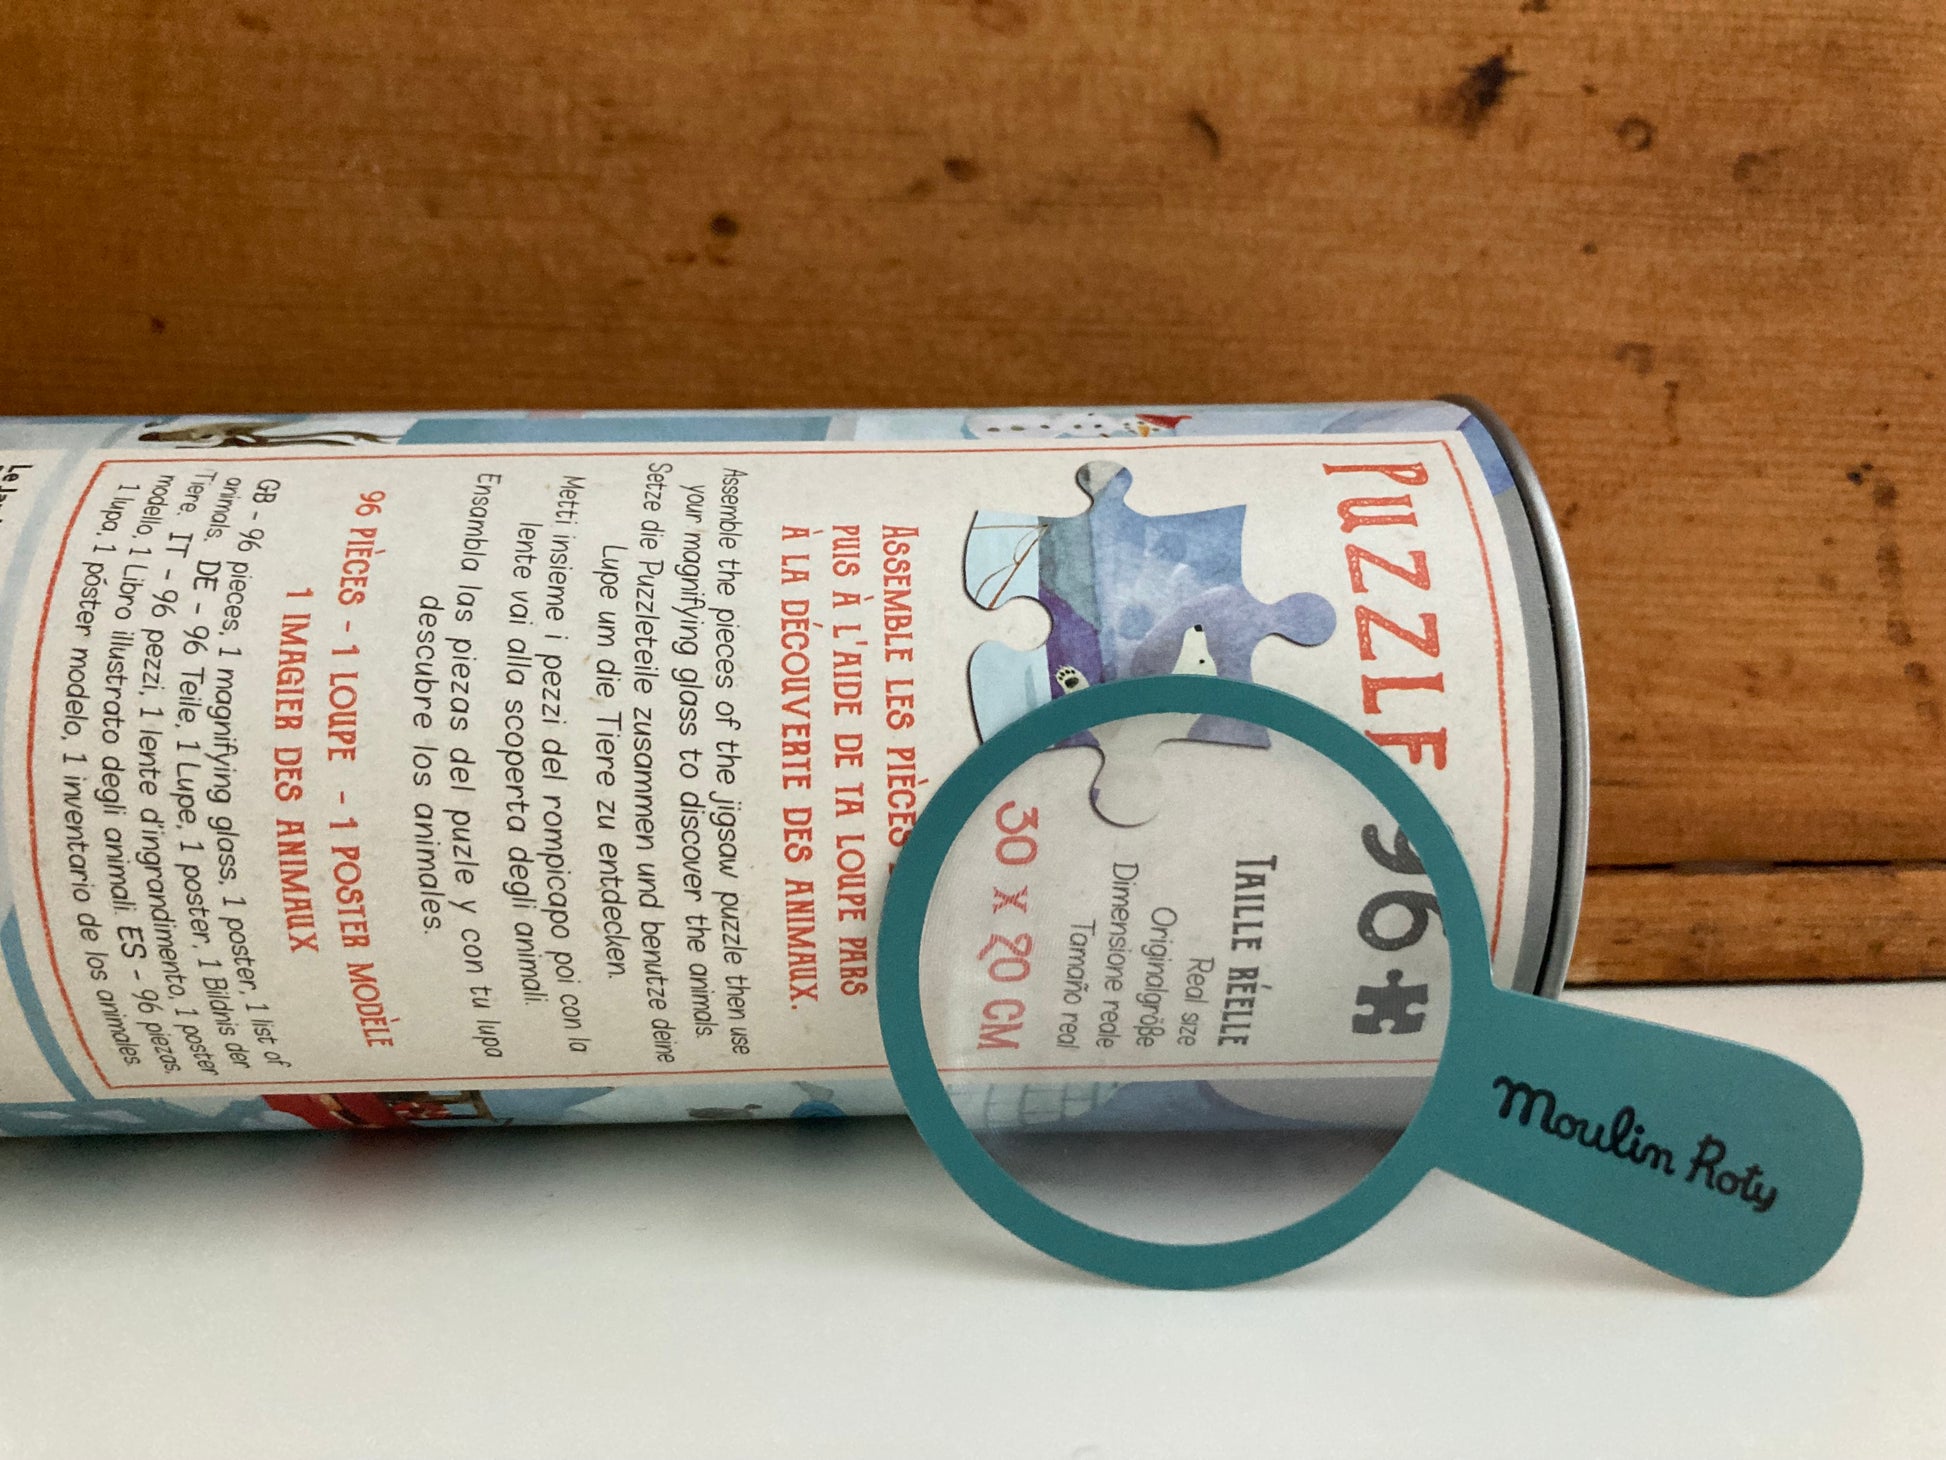 PUZZLE
96
TAILLE RÉELLE
Real size
Originalgröβe
Dimensione reale
Tamaño real
30 x 20 CM
ASSEMBLE LES PIÈCES
PUIS À L'AIDE DE TA LOUPE PARS
À LA DÉCOUVERTE DES ANIMAUX.
Assemble the pieces of the jigsaw puzzle then use
your magnifying glass to discover the animals.
Setze die Puzzleteile zusammen und benutze deine
Lupe um die Tiere zu entdecken.
Metti insieme i pezzi del rompicapo poi con la
lente vai alla scoperta degli animali.
Ensambla las piezas del puzle y con tu lupa
descubre los animales.
96 PIÈCES - 1 LOUPE - 1 POSTER MODÈLE
1 IMAGIER DES ANIMAUX
GB - 96 pieces, 1 magnifying glass, 1 poster, 1 list of
animals. DE - 96 Teile, 1 Lupe, 1 poster, 1 Bildnis der
Tiere. IT - 96 pezzi, 1 lente d'ingrandimento, 1 poster
modello, 1 Libro illustrato degli animali. ES - 96 piezas,
1 lupa, 1 póster modelo, 1 inventario de los animales.
Moulin Roty